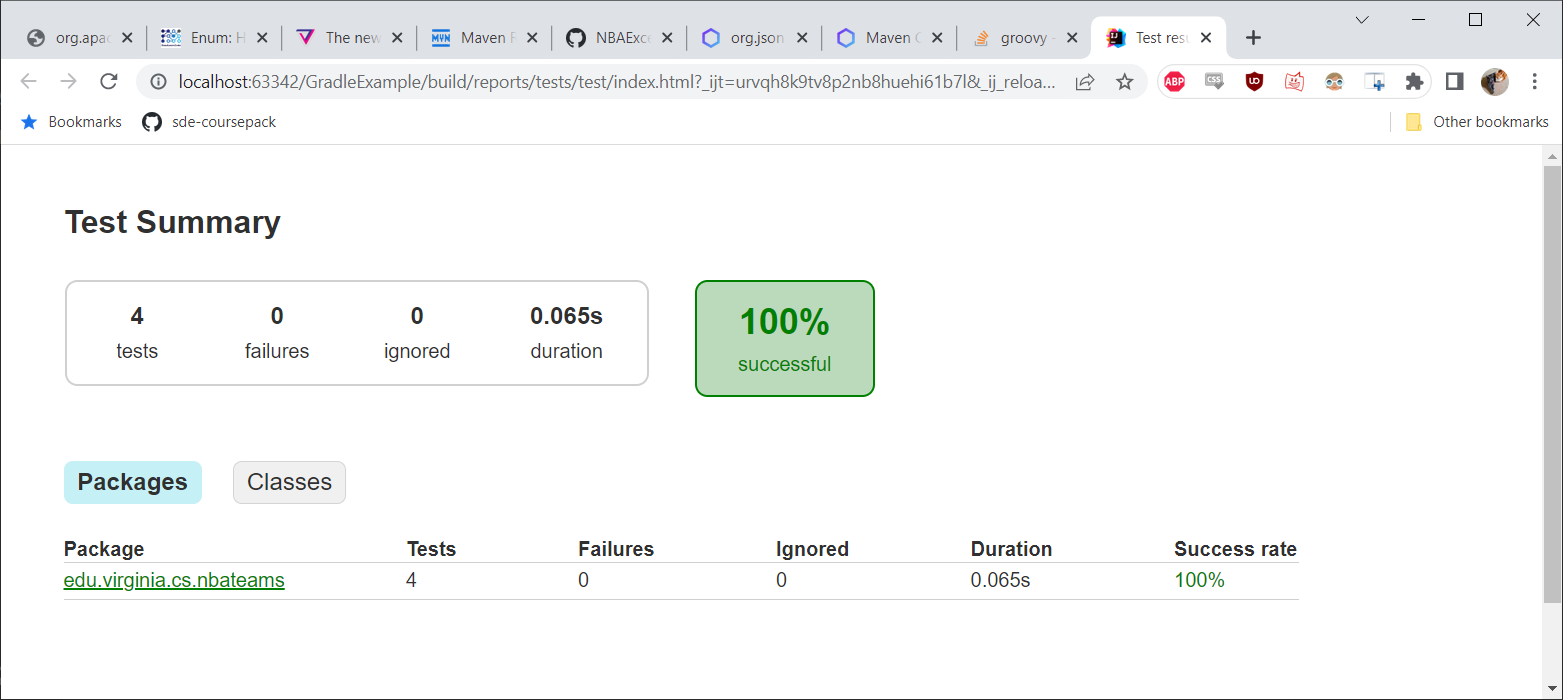 org.apac Enum: H The new MVN Maven R NBAExce org.json Maven C groovy - Test resu
localhost:63342/GradleExample/build/reports/tests/test/index.html?_ijt=urvqh8k9tv8p2nb8huehi61b7l&_ij_reloa... ABP CSS UD
Bookmarks sde-coursepack Other bookmarks
Test Summary
4 0 0 0.065s
tests failures ignored duration
100%
successful
Packages Classes
Package Tests Failures Ignored Duration Success rate
edu.virginia.cs.nbateams 4 0 0 0.065s 100%